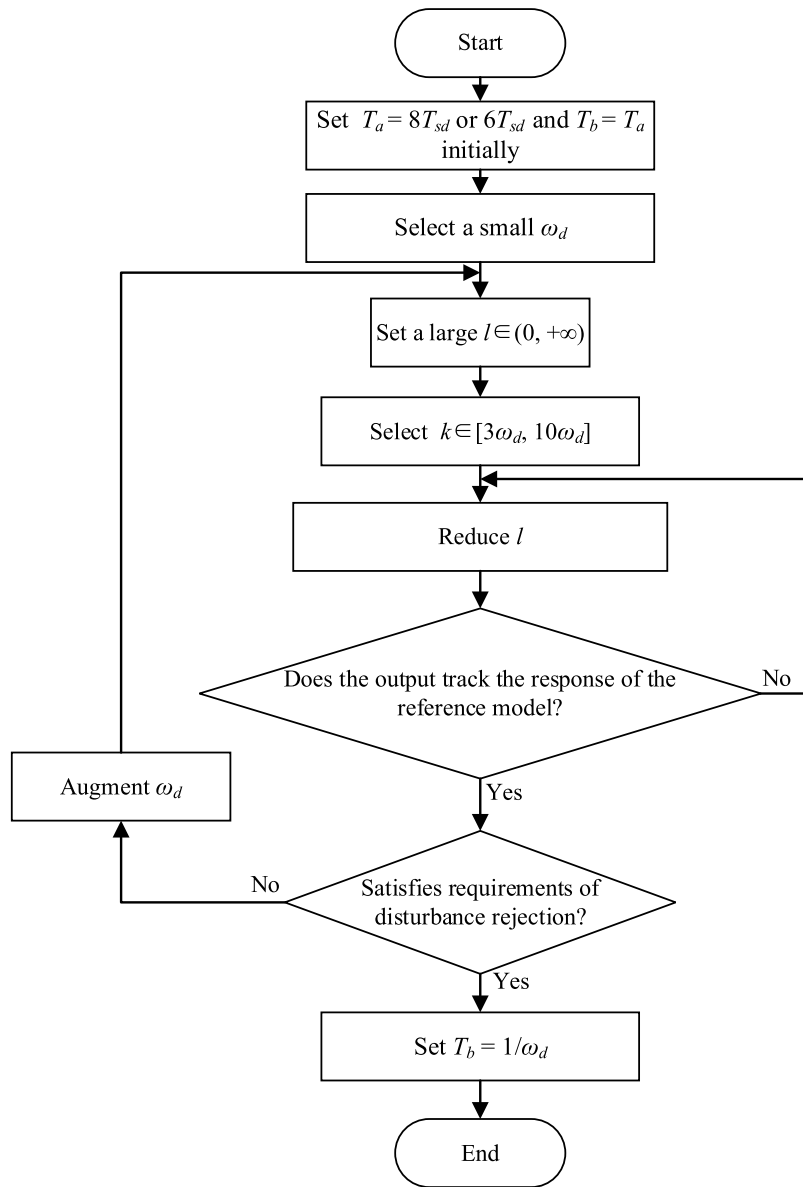 Start
Set T_a = 8T_sd or 6T_sd and T_b = T_a
initially
Select a small ω_d
Set a large l∈(0, +∞)
Select k∈[3ω_d, 10ω_d]
Reduce l
Does the output track the response of the
reference model?
No
Yes
Augment ω_d
No
Satisfies requirements of
disturbance rejection?
Yes
Set T_b = 1/ω_d
End